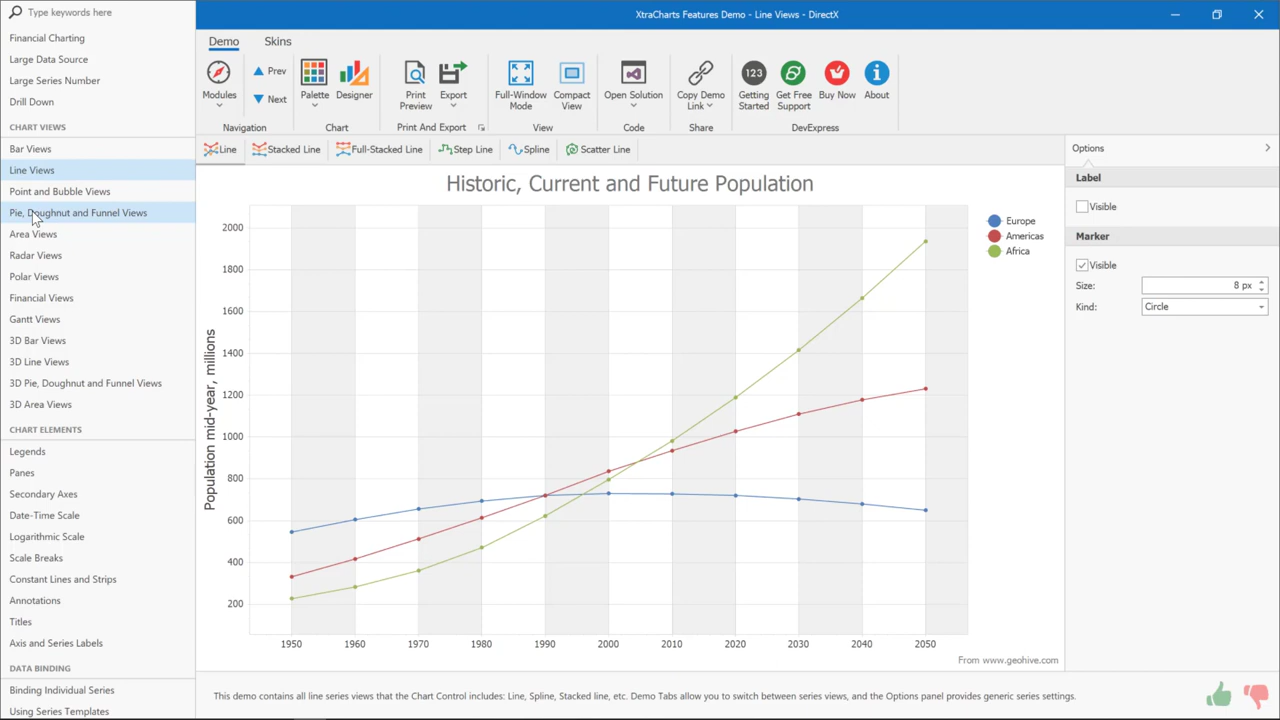 XtraCharts Features Demo - Line Views - DirectX
Type keywords here
Financial Charting
Large Data Source
Large Series Number
Drill Down
CHART VIEWS
Bar Views
Line Views
Point and Bubble Views
Pie, Doughnut and Funnel Views
Area Views
Radar Views
Polar Views
Financial Views
Gantt Views
3D Bar Views
3D Line Views
3D Pie, Doughnut and Funnel Views
3D Area Views
CHART ELEMENTS
Legends
Panes
Secondary Axes
Date-Time Scale
Logarithmic Scale
Scale Breaks
Constant Lines and Strips
Annotations
Titles
Axis and Series Labels
DATA BINDING
Binding Individual Series
Using Series Templates
Demo Skins
Modules
Prev
Next
Navigation
Palette
Designer
Chart
Print
Preview
Export
Print And Export
Full-Window
Mode
Compact
View
View
Open Solution
Code
Copy Demo
Link
Share
123
Getting
Started
Get Free
Support
Buy Now
About
DevExpress
Line Stacked Line Full-Stacked Line Step Line Spline Scatter Line
Historic, Current and Future Population
Population mid-year, millions
2000
1800
1600
1400
1200
1000
800
600
400
200
1950 1960 1970 1980 1990 2000 2010 2020 2030 2040 2050
Europe
Americas
Africa
From www.geohive.com
Options
Label
Visible
Marker
Visible
Size: 8 px
Kind: Circle
This demo contains all line series views that the Chart Control includes: Line, Spline, Stacked line, etc. Demo Tabs allow you to switch between series views, and the Options panel provides generic series settings.